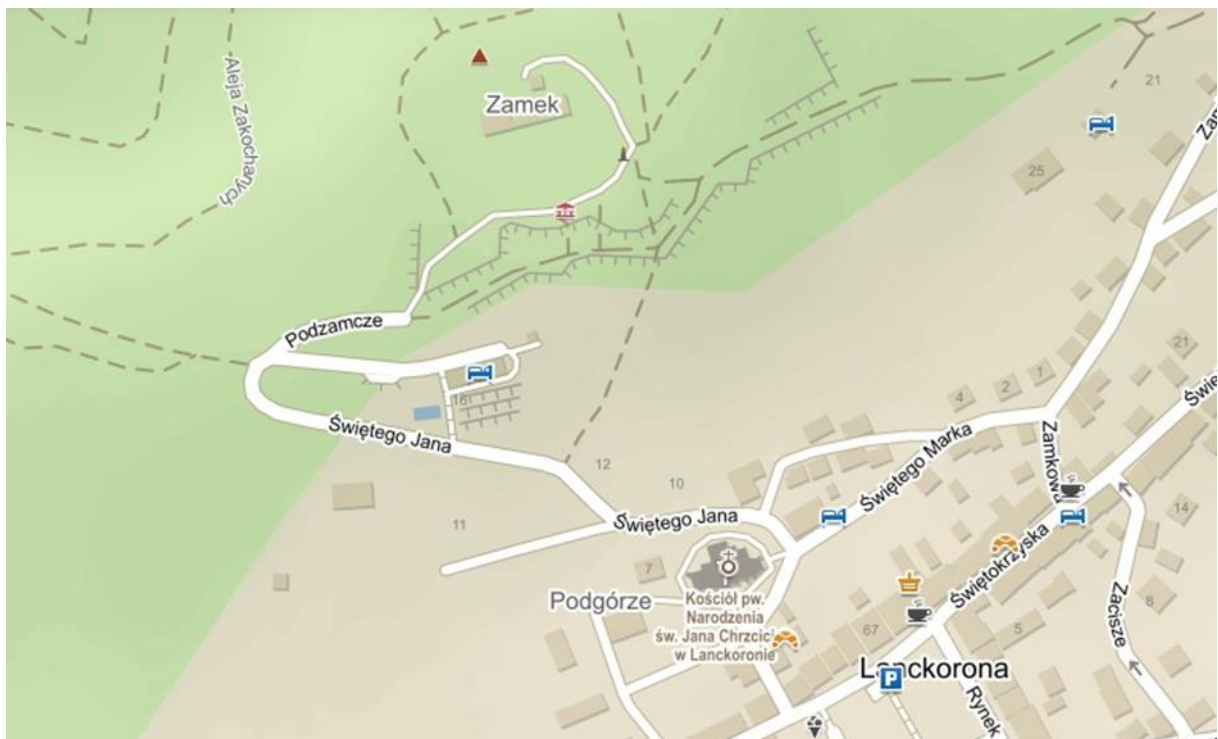 Aleja Zakochanych
Zamek
21
25
Podzamcze
16
Świętego Jana
12
10
11
Świętego Jana
4
2
1
21
Świętego Marka
Zamkowa
Świętokrzyska
14
7
Podgórze
Kościół pw.
Narodzenia
św. Jana Chrzcici
w Lanckoronie
67
5
8
Zacisze
Lanckorona
P
Rynek